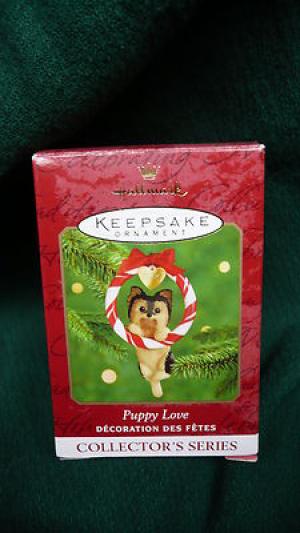 Hallmark
KEEPSAKE
ORNAMENT
Puppy Love
DÉCORATION DES FÊTES
COLLECTOR'S SERIES